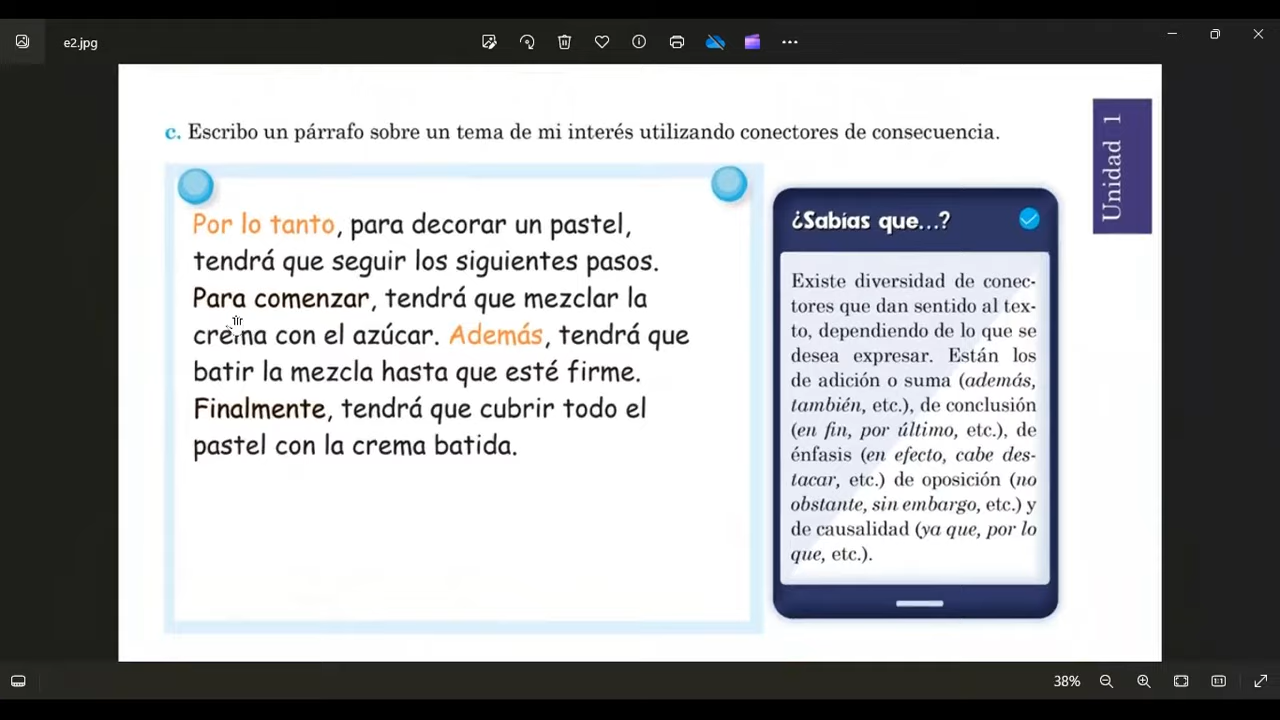 e2.jpg
c. Escribo un párrafo sobre un tema de mi interés utilizando conectores de consecuencia.
Unidad 1
Por lo tanto, para decorar un pastel,
tendrá que seguir los siguientes pasos.
Para comenzar, tendrá que mezclar la
crema con el azúcar. Además, tendrá que
batir la mezcla hasta que esté firme.
Finalmente, tendrá que cubrir todo el
pastel con la crema batida.
¿Sabías que...?
Existe diversidad de conec-
tores que dan sentido al tex-
to, dependiendo de lo que se
desea expresar. Están los
de adición o suma (además,
también, etc.), de conclusión
(en fin, por último, etc.), de
énfasis (en efecto, cabe des-
tacar, etc.) de oposición (no
obstante, sin embargo, etc.) y
de causalidad (ya que, por lo
que, etc.).
38%